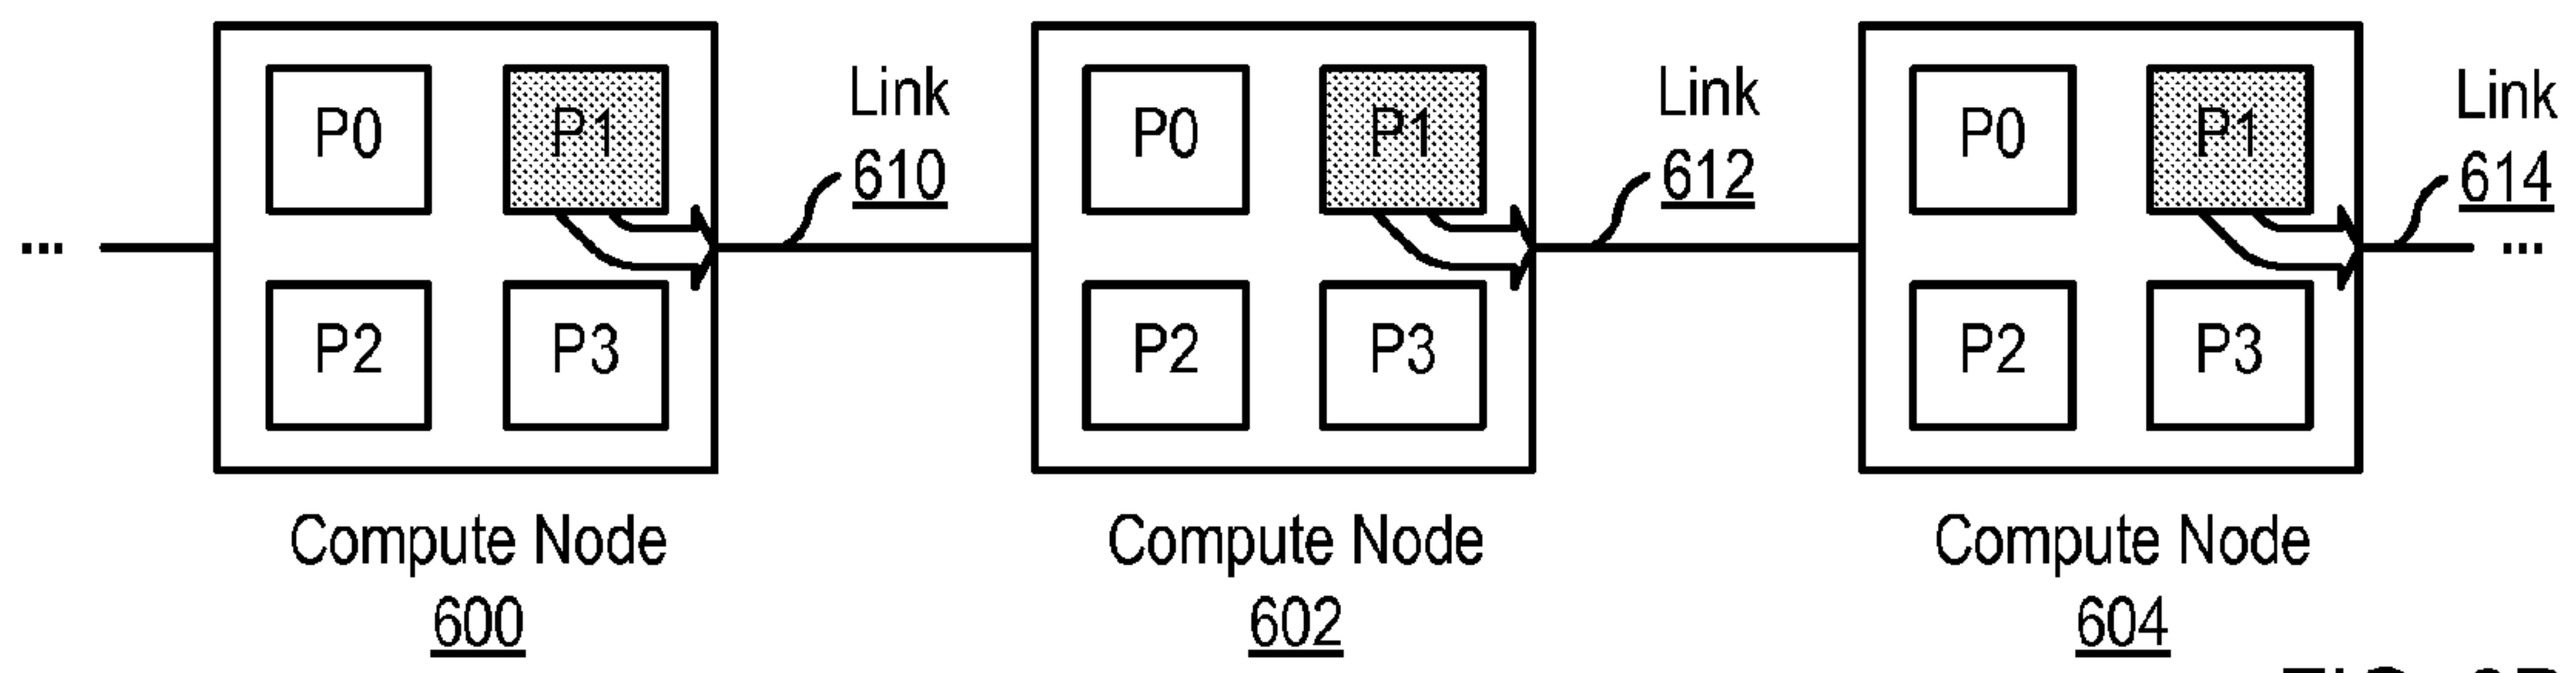 P0 P1 Link 610 P0 P1 Link 612 P0 P1 Link 614
... ...
P2 P3 P2 P3 P2 P3
Compute Node 600
Compute Node 602
Compute Node 604